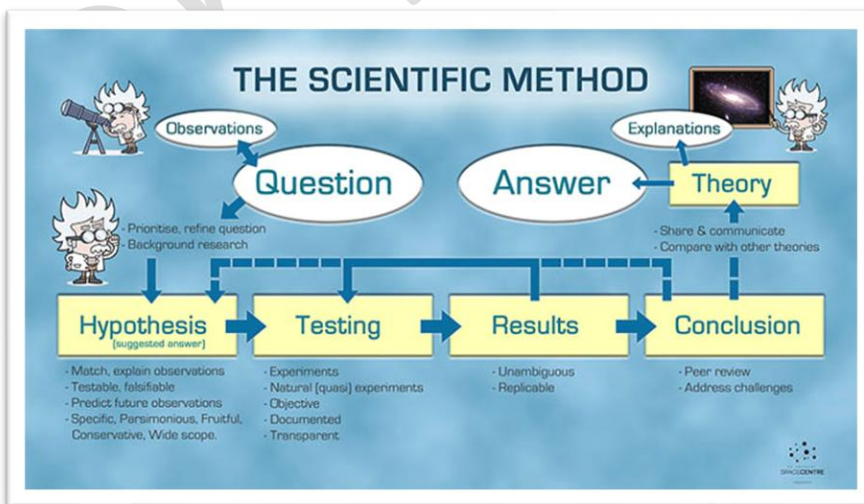 THE SCIENTIFIC METHOD
Observations
Explanations
Question
Answer
Theory
- Prioritise, refine question
- Background research
- Share & communicate
- Compare with other theories
Hypothesis
(suggested answer)
Testing
Results
Conclusion
- Match, explain observations
- Testable, falsifiable
- Predict future observations
- Specific, Parsimonious, Fruitful,
Conservative, Wide scope.
- Experiments
- Natural (quasi) experiments
- Objective
- Documented
- Transparent
- Unambiguous
- Replicable
- Peer review
- Address challenges
SPACECENTRE